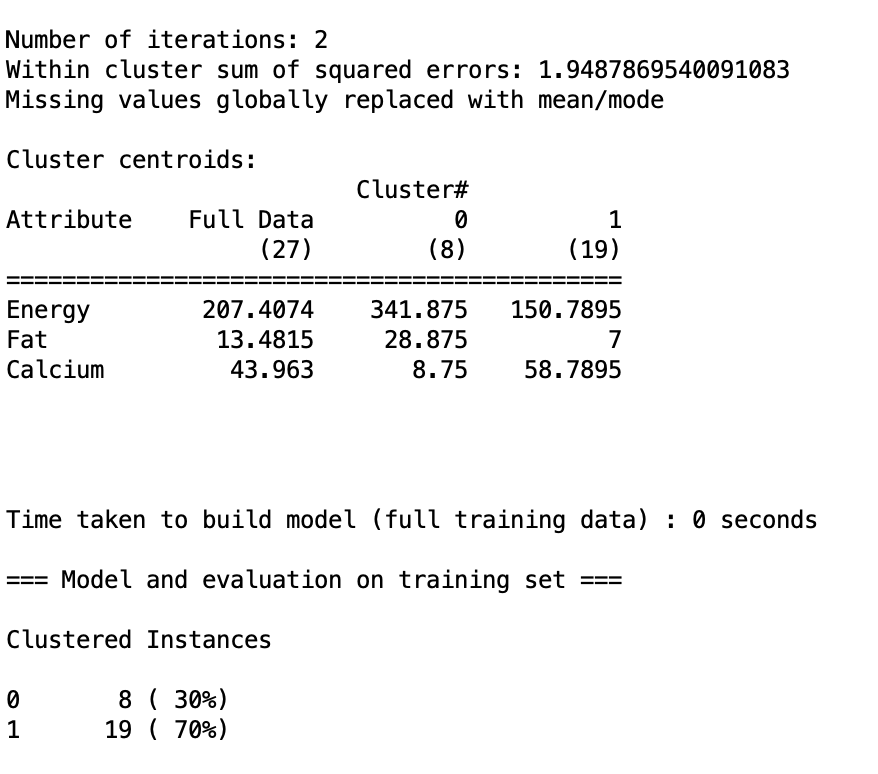 Number of iterations: 2
Within cluster sum of squared errors: 1.9487869540091083
Missing values globally replaced with mean/mode
Cluster centroids:
Cluster#
Attribute    Full Data          0          1
(27)        (8)       (19)
============================================
Energy        207.4074    341.875   150.7895
Fat            13.4815     28.875          7
Calcium         43.963       8.75    58.7895
Time taken to build model (full training data) : 0 seconds
=== Model and evaluation on training set ===
Clustered Instances
0       8 ( 30%)
1      19 ( 70%)